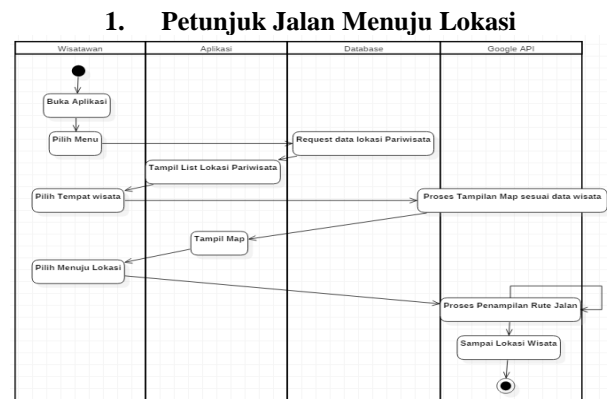 1. Petunjuk Jalan Menuju Lokasi
Wisatawan
Aplikasi
Database
Google API
Buka Aplikasi
Pilih Menu
Request data lokasi Pariwisata
Tampil List Lokasi Pariwisata
Pilih Tempat wisata
Proses Tampilan Map sesuai data wisata
Tampil Map
Pilih Menuju Lokasi
Proses Penampilan Rute Jalan
Sampai Lokasi Wisata